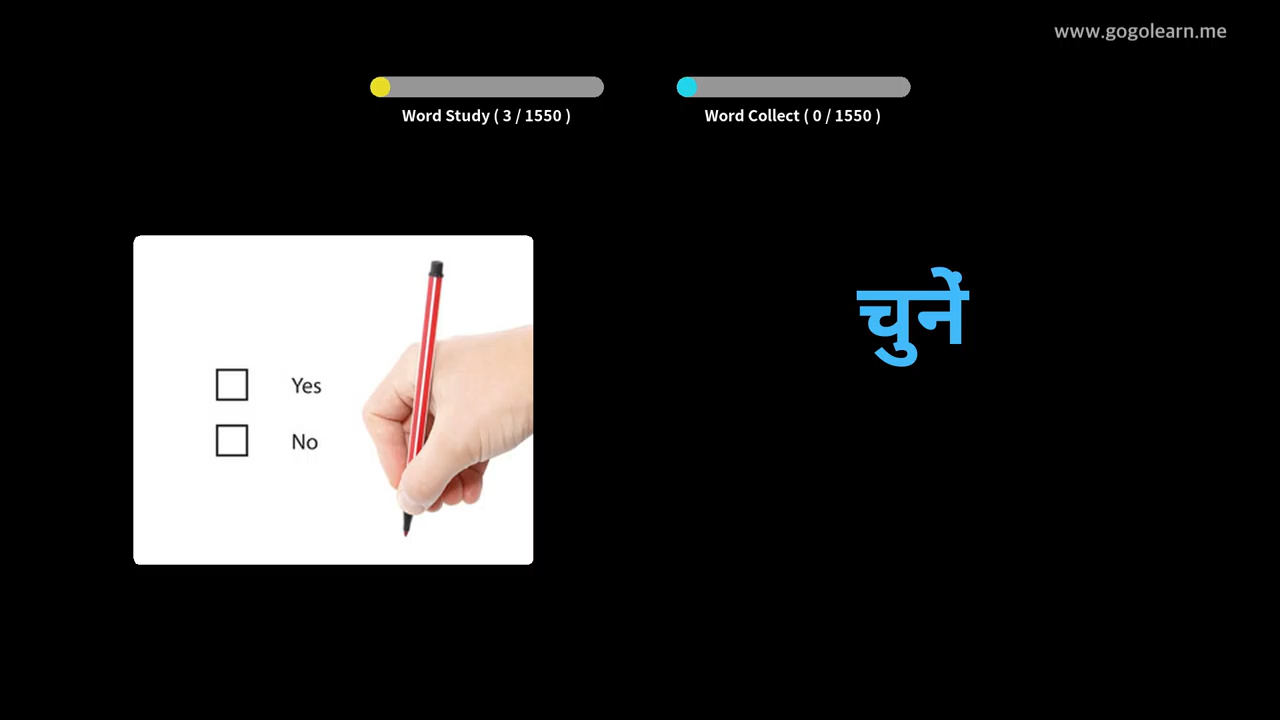 www.gogolearn.me
Word Study ( 3 / 1550 )
Word Collect ( 0 / 1550 )
चुनें
Yes
No